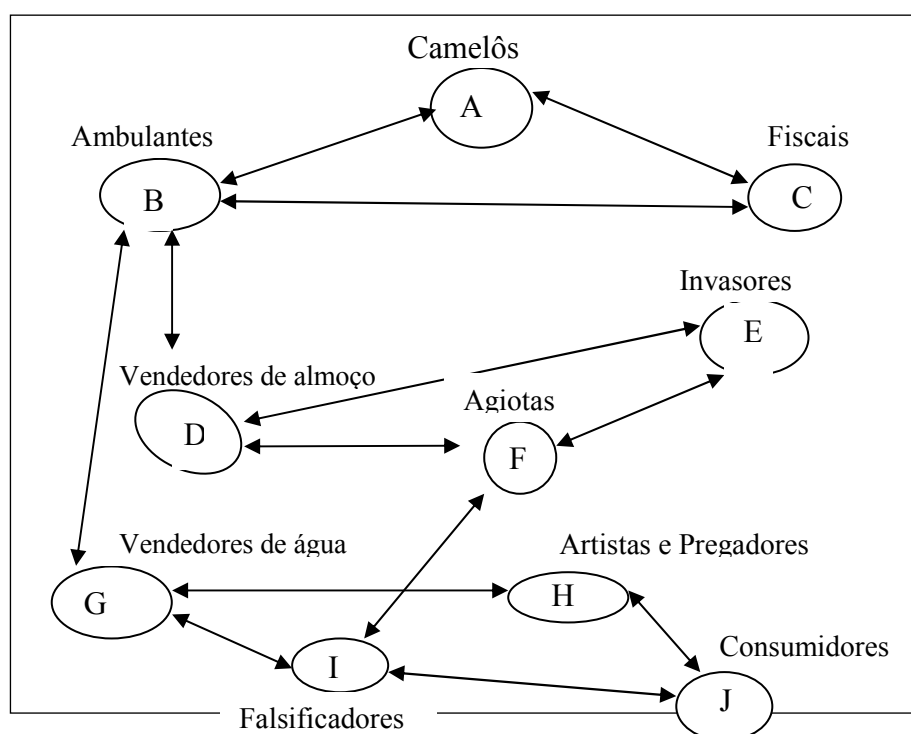 Camelôs
A
Ambulantes
Fiscais
B
C
Invasores
E
Vendedores de almoço
Agiotas
D
F
Vendedores de água
Artistas e Pregadores
G
H
Consumidores
I
J
Falsificadores